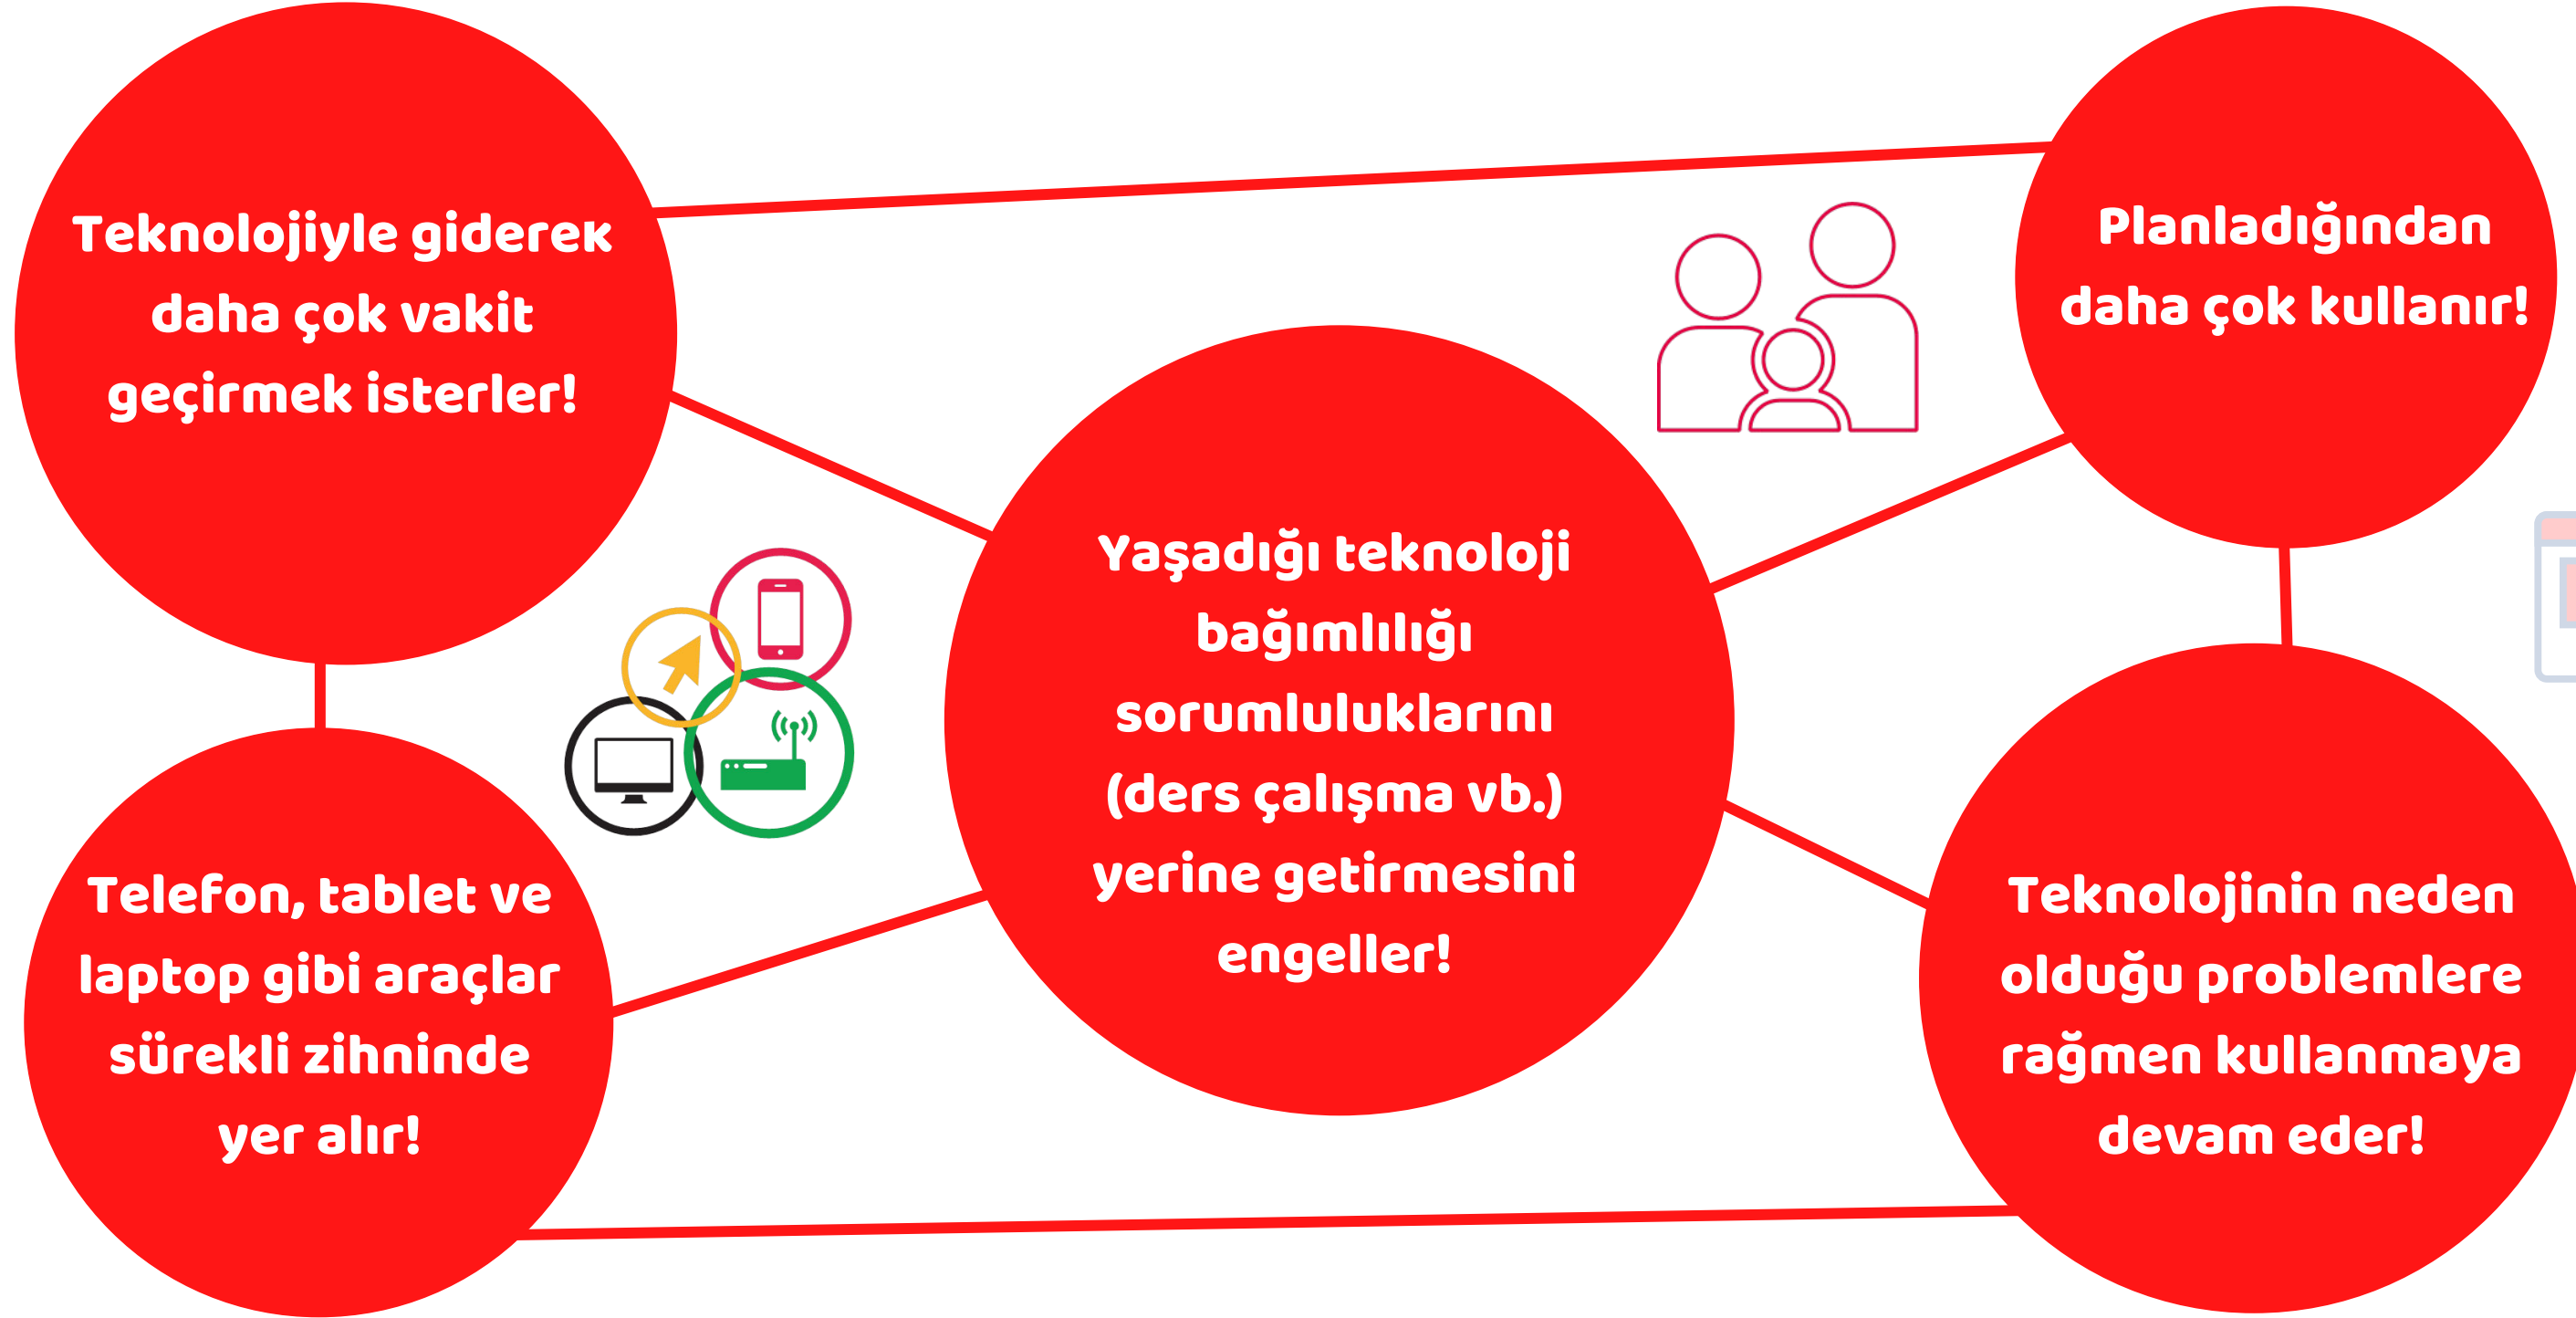 Teknolojiyle giderek
daha çok vakit
geçirmek isterler!
Planladığından
daha çok kullanır!
Yaşadığı teknoloji
bağımlılığı
sorumluluklarını
(ders çalışma vb.)
yerine getirmesini
engeller!
Telefon, tablet ve
laptop gibi araçlar
sürekli zihninde
yer alır!
Teknolojinin neden
olduğu problemlere
rağmen kullanmaya
devam eder!